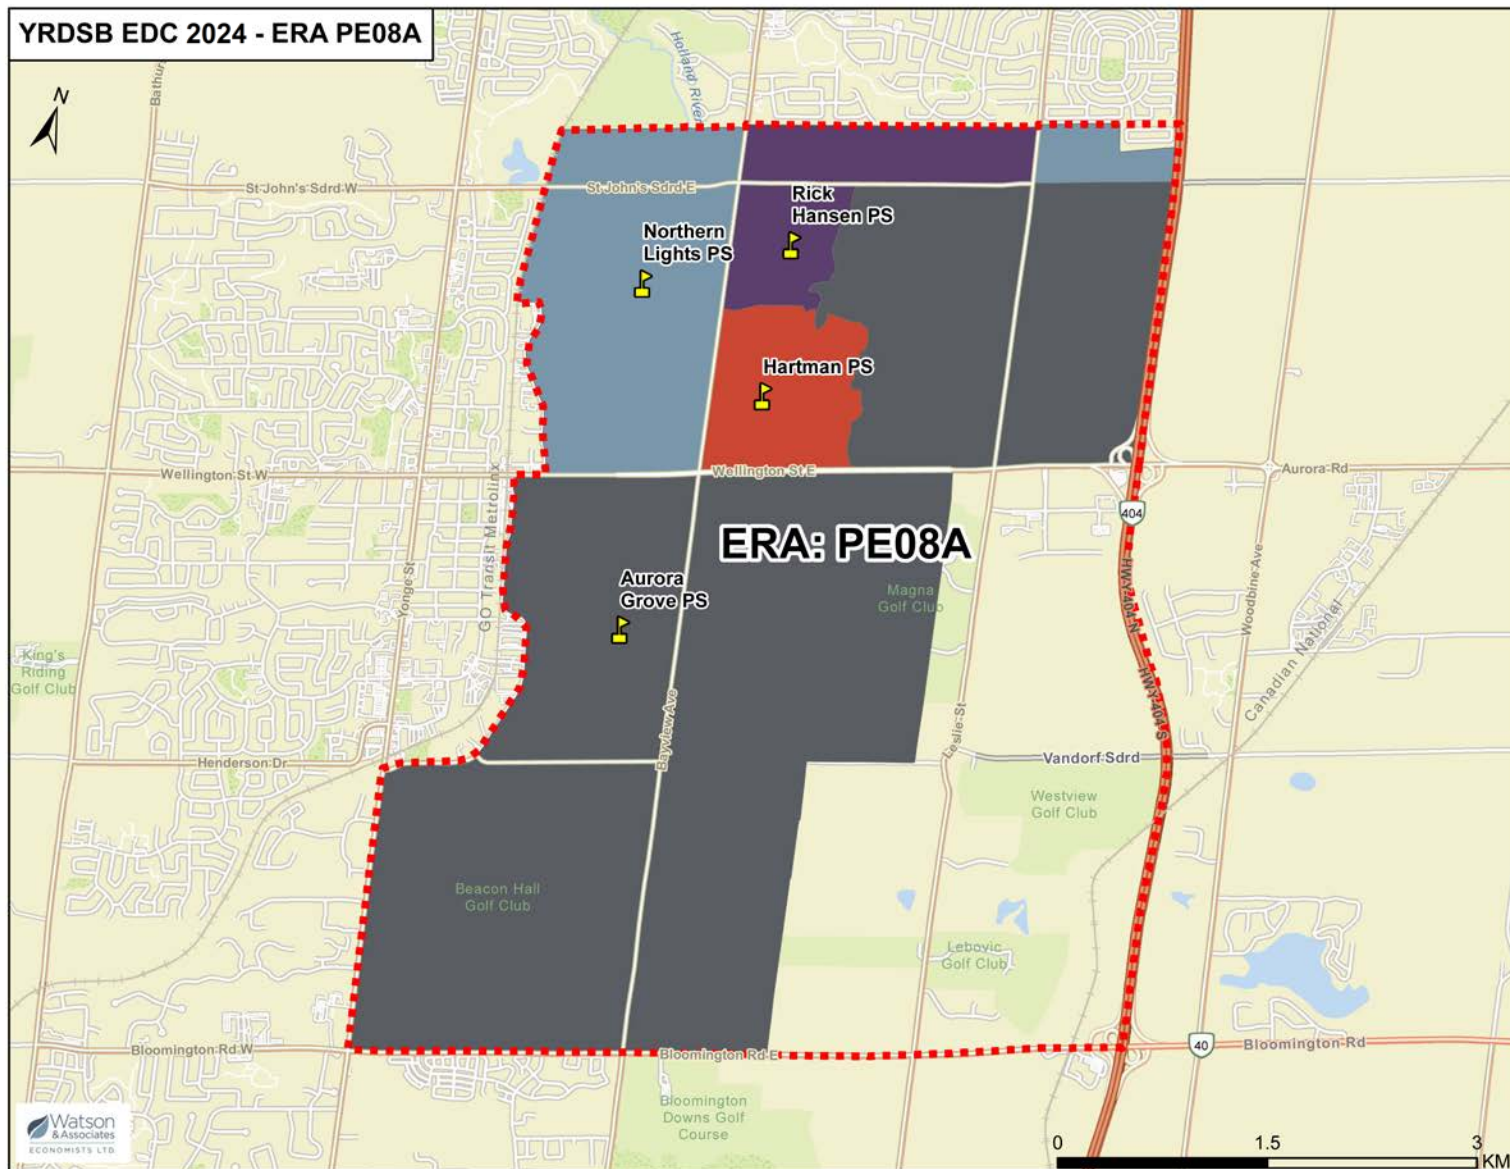 YRDSB EDC 2024 - ERA PE08A
N
Bathur
Holland River
St John's Sdrd W
St John's Sdrd E
Rick
Hansen PS
Northern
Lights PS
Hartman PS
Wellington St W
Wellington St E
Aurora Rd
GO Transit Metrolinx
404
ERA: PE08A
Yonge St
Aurora
Grove PS
Magna
Golf Club
HWY 404 N
Woodbine Ave
King's
Riding
Golf Club
HWY 404 S
Canadian National
Bayview Ave
Leslie St
Henderson Dr
Vandorf Sdrd
Westview
Golf Club
Beacon Hall
Golf Club
Lebovic
Golf Club
Bloomington Rd W
Bloomington Rd E
40
Bloomington Rd
Bloomington
Downs Golf
Course
Watson
& Associates
ECONOMISTS LTD.
0 1.5 3
KM